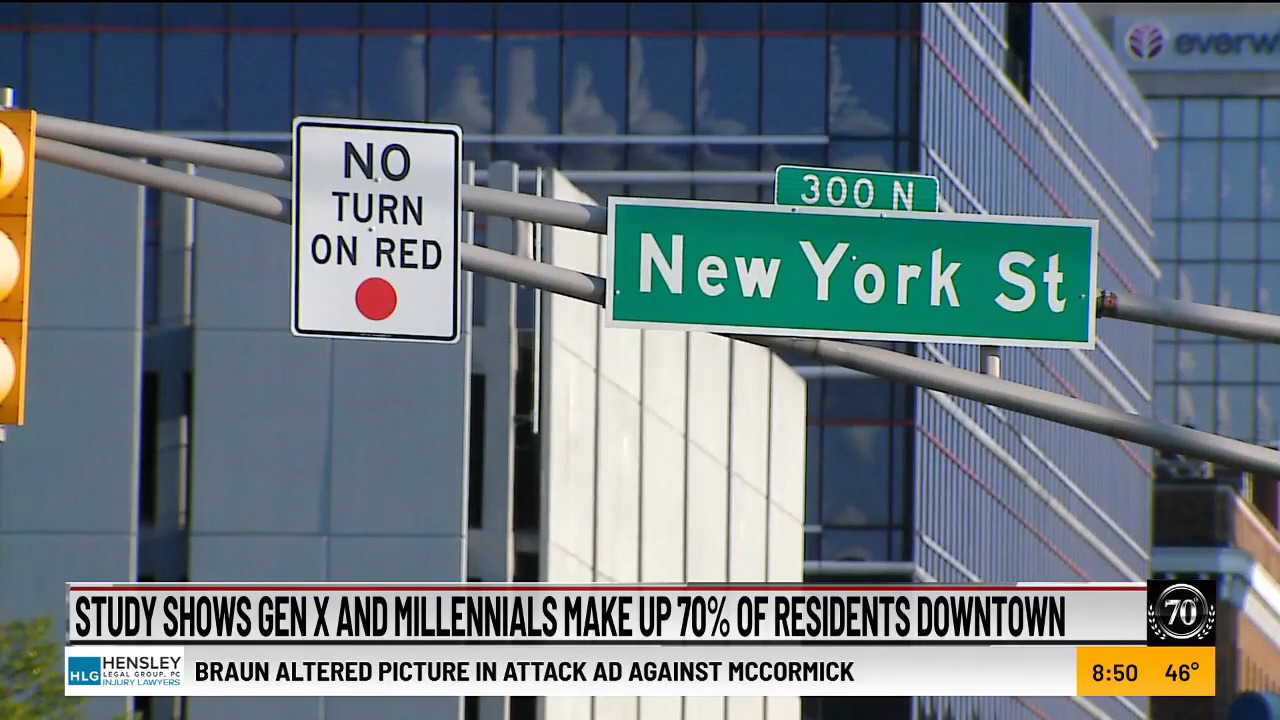 everw
NO
TURN
ON RED
300 N
New York St
STUDY SHOWS GEN X AND MILLENNIALS MAKE UP 70% OF RESIDENTS DOWNTOWN
70th
HLG HENSLEY
LEGAL GROUP, PC
INJURY LAWYERS
BRAUN ALTERED PICTURE IN ATTACK AD AGAINST MCCORMICK
8:50 46°